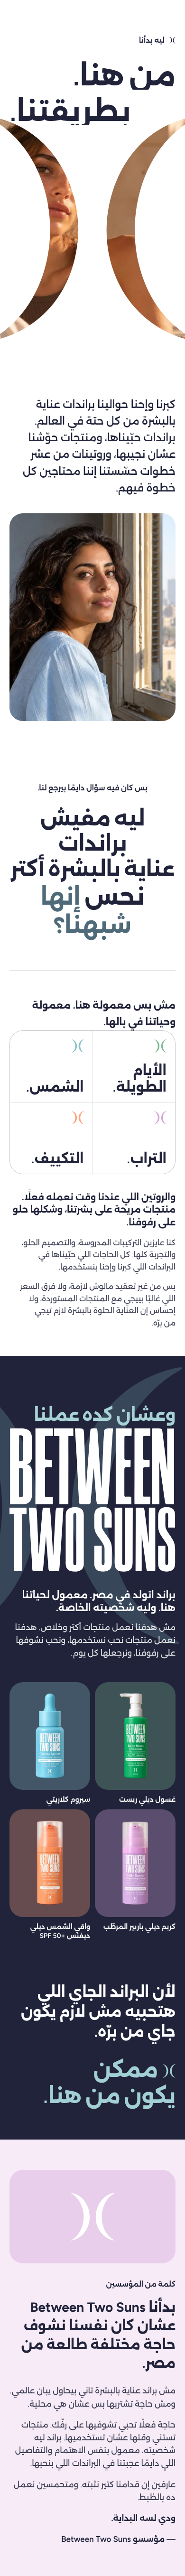 ليه بدأنا
من هنا.
بطريقتنا.
كبرنا وإحنا حوالينا براندات عناية
بالبشرة من كل حتة في العالم.
براندات حبّيناها، ومنتجات حوّشنا
عشان نجيبها، وروتينات من عشر
خطوات حسّستنا إننا محتاجين كل
خطوة فيهم.
بس كان فيه سؤال دايمًا بيرجع لنا.
ليه مفيش
براندات
عناية بالبشرة أكتر
نحس إنها
شبهنا؟
مش بس معمولة هنا. معمولة
وحياتنا في بالها.
الأيام
الطويلة.
الشمس.
التراب.
التكييف.
والروتين اللي عندنا وقت نعمله فعلًا.
منتجات مريحة على بشرتنا، وشكلها حلو
على رفوفنا.
كنا عايزين التركيبات المدروسة، والتصميم الحلو،
والتجربة كلها. كل الحاجات اللي حبّيناها في
البراندات اللي كبرنا وإحنا بنستخدمها.
بس من غير تعقيد مالوش لازمة، ولا فرق السعر
اللي غالبًا بييجي مع المنتجات المستوردة، ولا
إحساس إن العناية الحلوة بالبشرة لازم تيجي
من برّه.
وعشان كده عملنا
BETWEEN
TWO SUNS
براند اتولد في مصر. معمول لحياتنا
هنا. وليه شخصيته الخاصة.
مش هدفنا نعمل منتجات أكتر وخلاص. هدفنا
نعمل منتجات نحب نستخدمها، ونحب نشوفها
على رفوفنا، ونرجعلها كل يوم.
BETWEEN
TWO SUNS
BETWEEN
TWO SUNS
غسول ديلي ريست
سيروم كلاريتي
BETWEEN
TWO SUNS
BETWEEN
TWO SUNS
كريم ديلي باريير المرطّب
واقي الشمس ديلي
ديفنس SPF 50+
لأن البراند الجاي اللي
هتحبيه مش لازم يكون
جاي من برّه.
ممكن
يكون من هنا.
كلمة من المؤسسين
بدأنا Between Two Suns
عشان كان نفسنا نشوف
حاجة مختلفة طالعة من
مصر.
مش براند عناية بالبشرة تاني بيحاول يبان عالمي.
ومش حاجة تشتريها بس عشان هي محلية.
حاجة فعلًا تحبي تشوفيها على رفّك. منتجات
تستني وقتها عشان تستخدميها. براند ليه
شخصيته، معمول بنفس الاهتمام والتفاصيل
اللي دايمًا عجبتنا في البراندات اللي بنحبها.
عارفين إن قدامنا كتير نثبته. ومتحمسين نعمل
ده بالظبط.
ودي لسه البداية.
— مؤسسو Between Two Suns